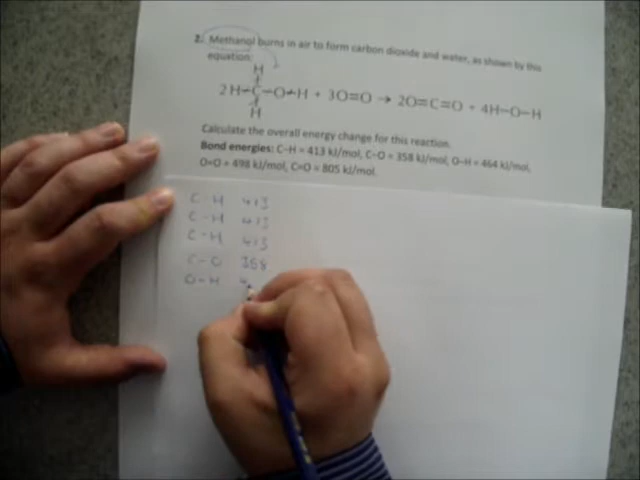 2. Methanol burns in air to form carbon dioxide and water, as shown by this
equation:
H
2 H–C–O–H + 3O=O → 2O=C=O + 4H–O–H
H
Calculate the overall energy change for this reaction.
Bond energies: C–H = 413 kJ/mol, C–O = 358 kJ/mol, O–H = 464 kJ/mol,
O=O = 498 kJ/mol, C=O = 805 kJ/mol.
C-H 413
C-H 413
C-H 413
C-O 358
O-H 4